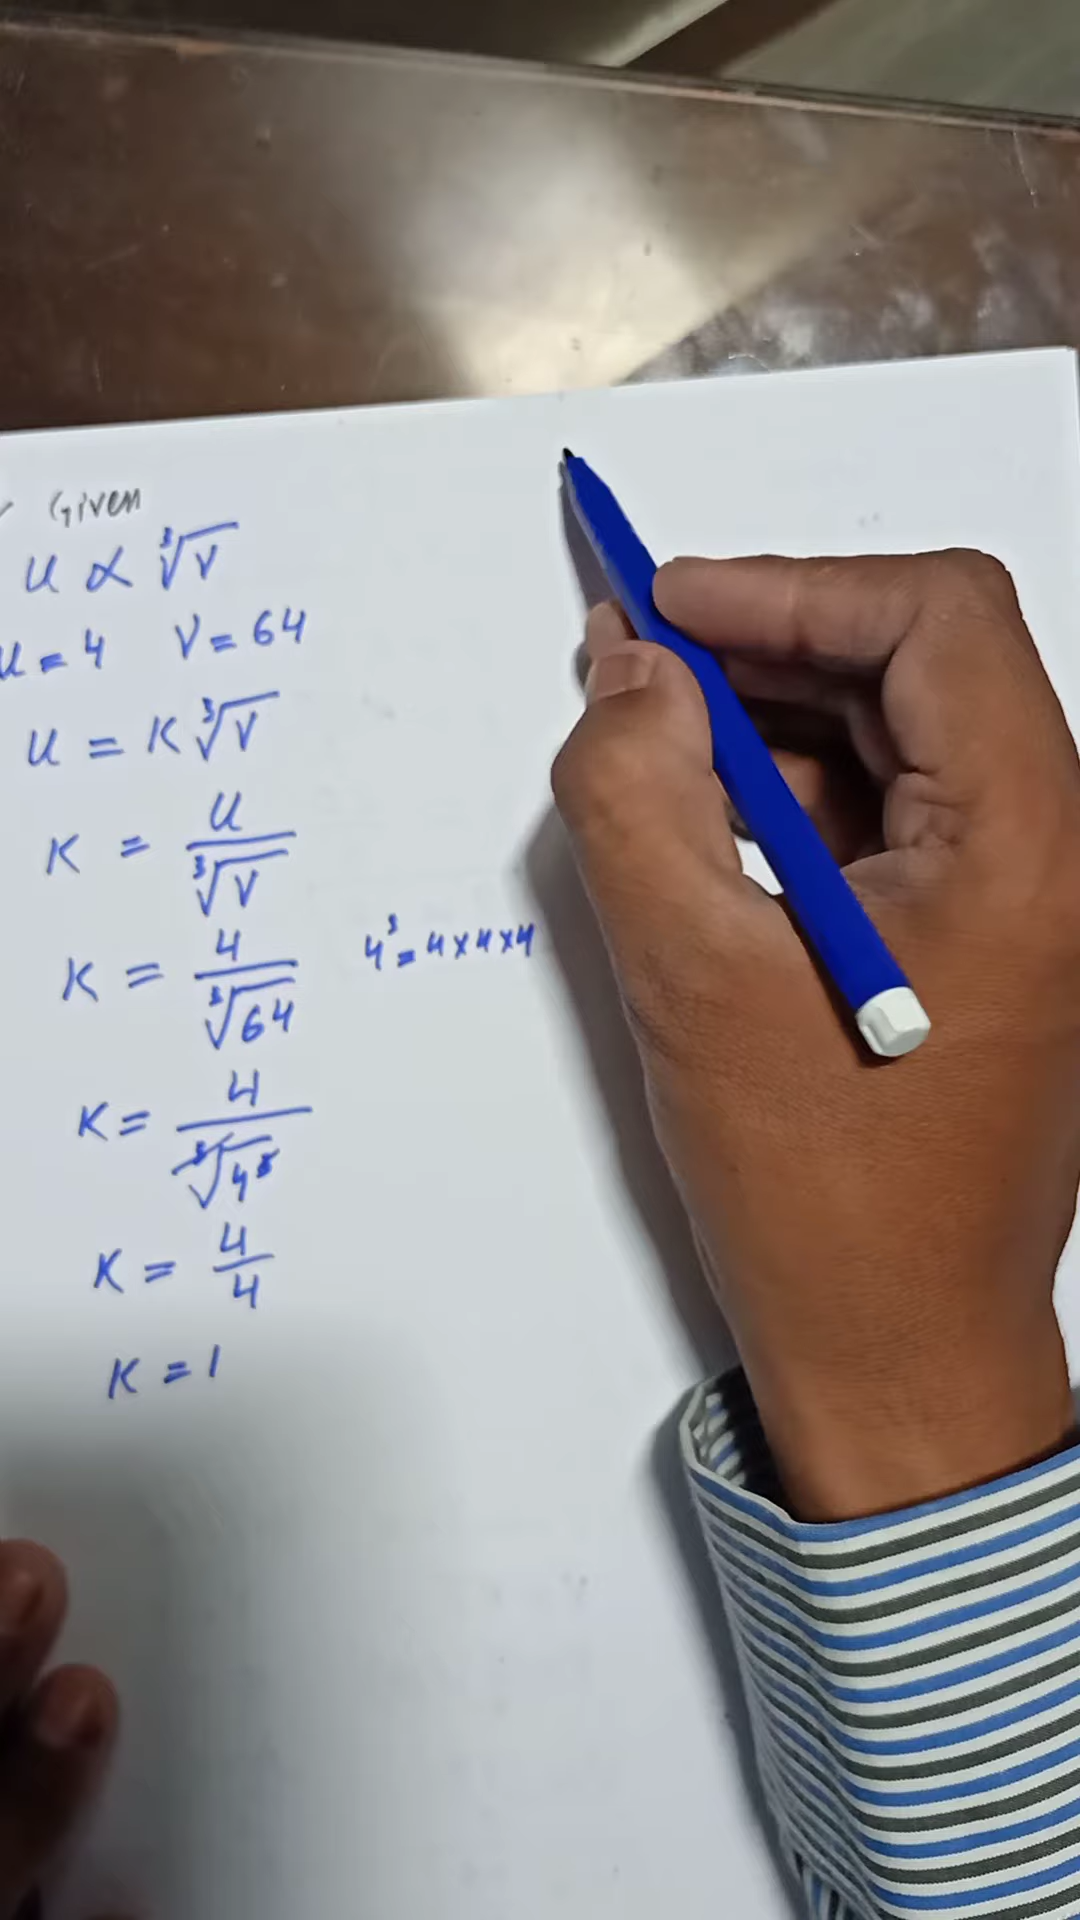 Given
u ∝ ∛v
u = 4 V = 64
u = K ∛V
K = u/∛V
K = 4/∛64 4³ = 4 × 4 × 4
K = 4/∛4³
K = 4/4
K = 1